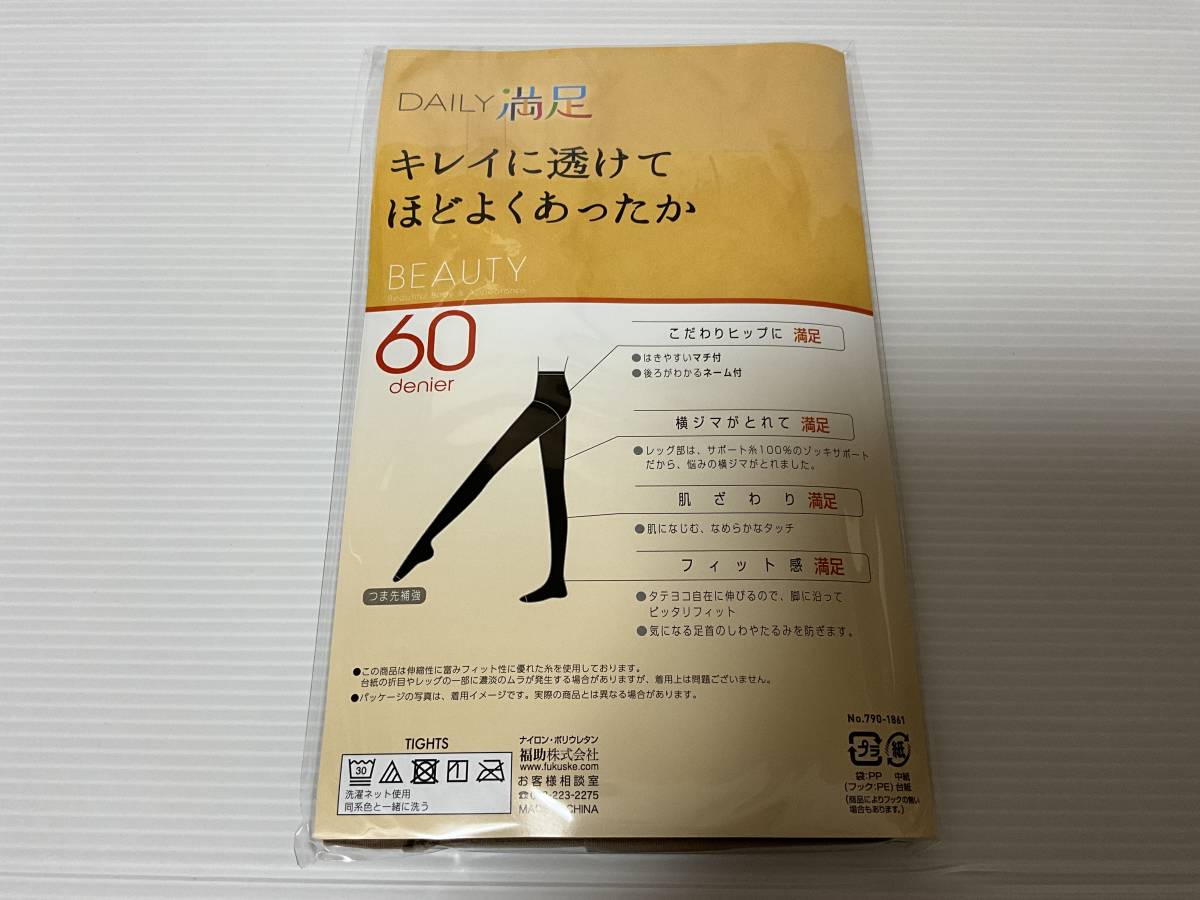 DAILY 満足
キレイに透けて
ほどよくあったか
BEAUTY
60
denier
こだわりヒップに 満足
●はきやすいマチ付
●後ろがわかるネーム付
横ジマがとれて 満足
●レッグ部は、サポート糸100%のゾッキサポート
だから、悩みの横ジマがとれました。
肌ざわり 満足
●肌になじむ、なめらかなタッチ
フィット感 満足
●タテヨコ自在に伸びるので、脚に沿って
ピッタリフィット
●気になる足首のしわやたるみを防ぎます。
つま先補強
●この商品は伸縮性に富みフィット性に優れた糸を使用しております。
台紙の折目やレッグの一部に濃淡のムラが発生する場合がありますが、着用上は問題ございません。
●パッケージの写真は、着用イメージです。実際の商品とは異なる場合があります。
TIGHTS
30
洗濯ネット使用
同系色と一緒に洗う
ナイロン・ポリウレタン
福助株式会社
www.fukuske.com
お客様相談室
223-2275
CHINA
No.790-1861
プラ 紙
袋:PP 中紙
(フック:PE) 台紙
(商品によりフックの無い
場合もあります。)